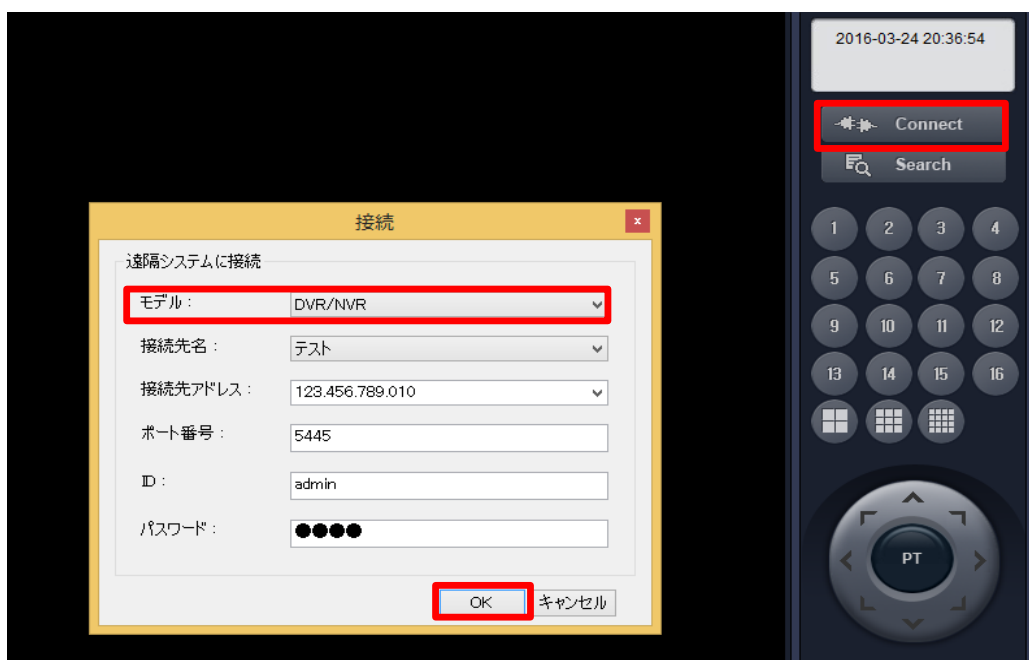 2016-03-24 20:36:54
Connect
Search
接続
x
遠隔システムに接続
モデル : DVR/NVR
接続先名 : テスト
接続先アドレス : 123.456.789.010
ポート番号 : 5445
ID : admin
パスワード : ●●●●
OK キャンセル
1 2 3 4
5 6 7 8
9 10 11 12
13 14 15 16
PT